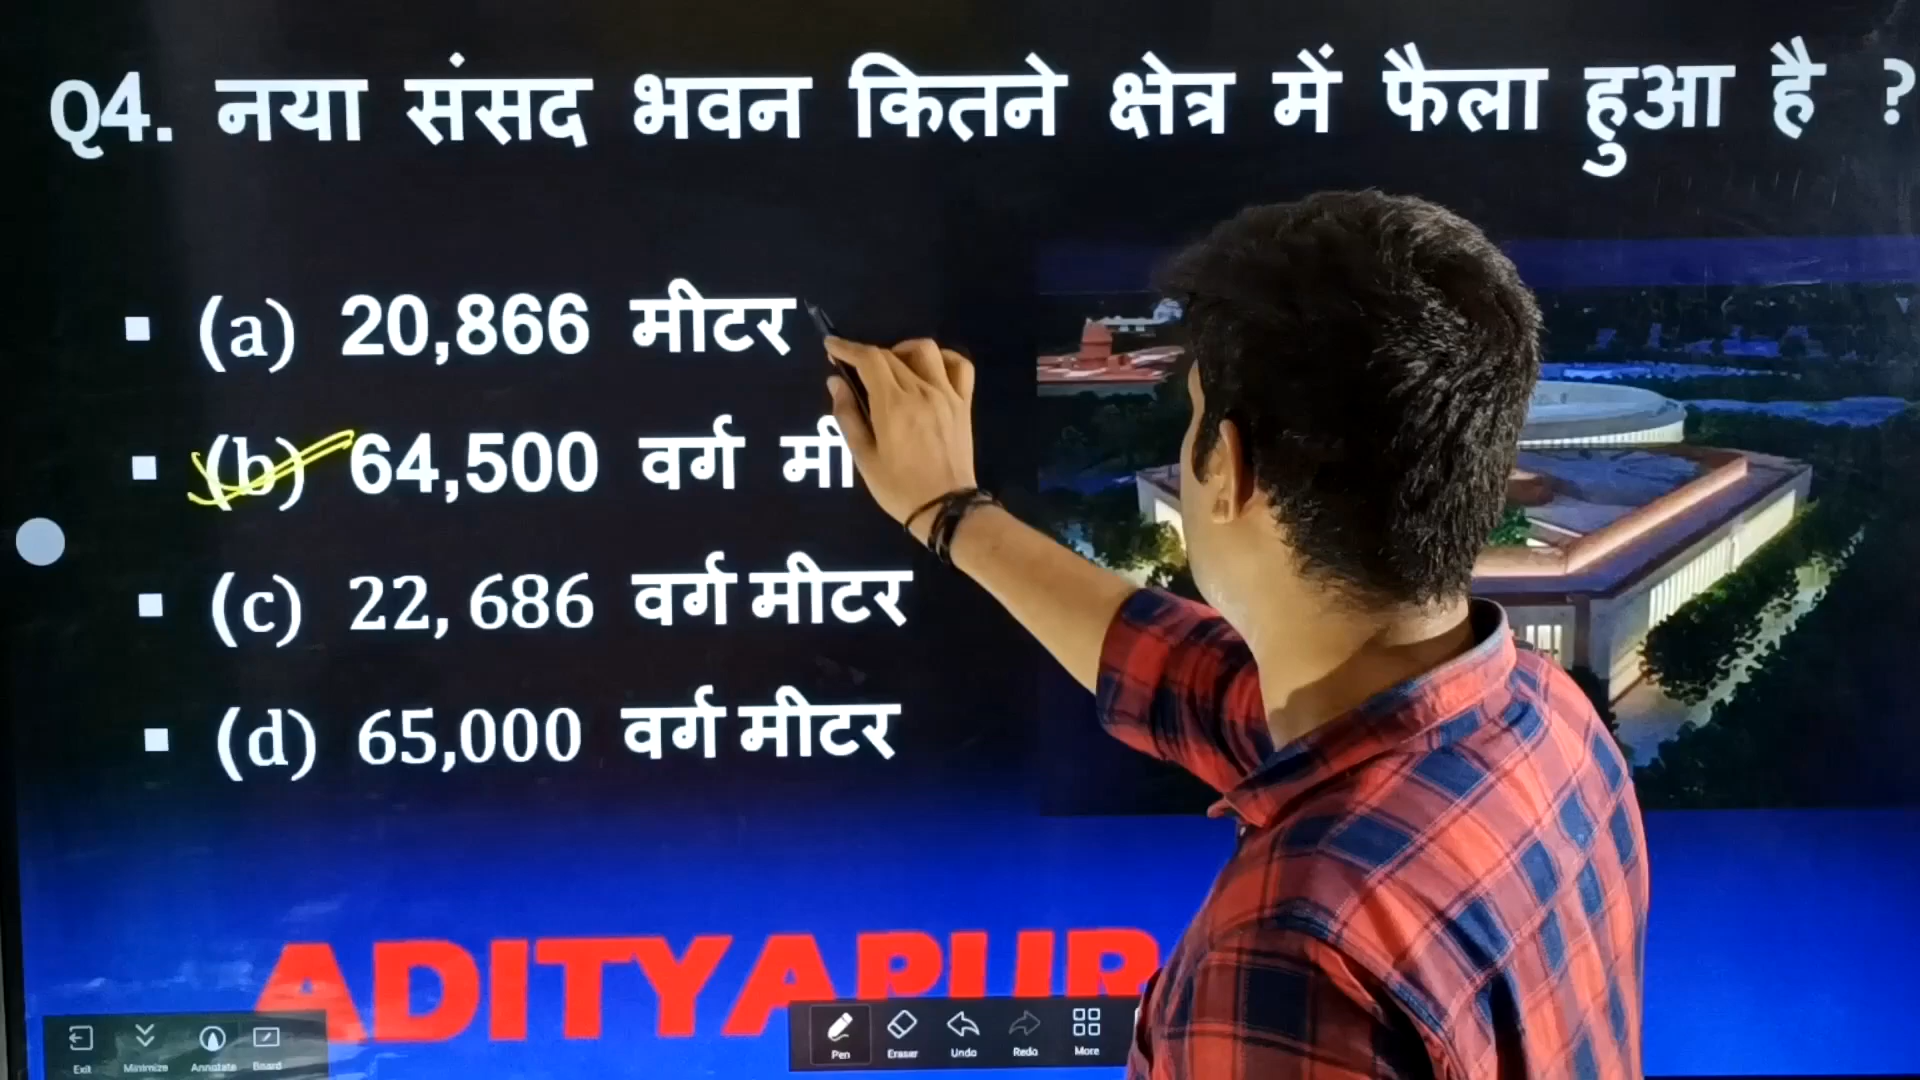 Q4. नया संसद भवन कितने क्षेत्र में फैला हुआ है ?
(a) 20,866 मीटर
(b) 64,500 वर्ग मी
(c) 22, 686 वर्ग मीटर
(d) 65,000 वर्ग मीटर
ADITYAPUR
Exit Minimize Annotate Board
Pen Eraser Undo Redo More